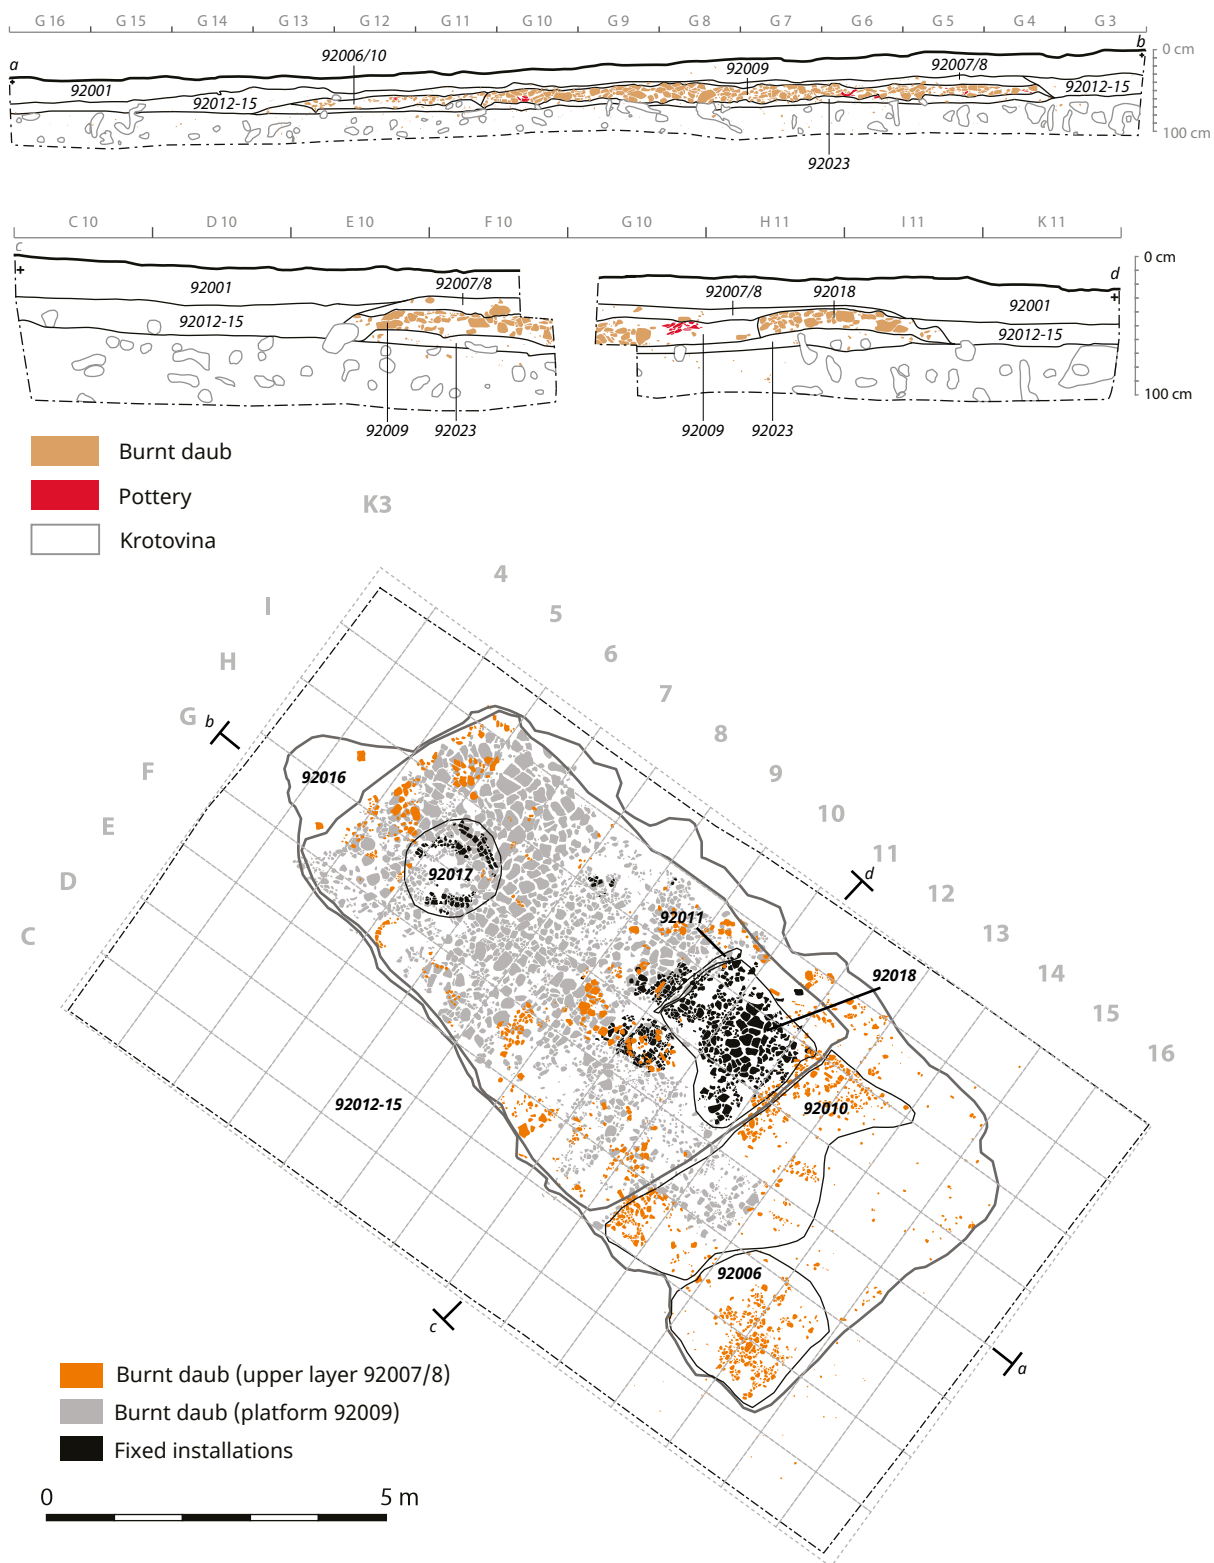 G 16 G 15 G 14 G 13 G 12 G 11 G 10 G 9 G 8 G 7 G 6 G 5 G 4 G 3
a 92006/10 92009 92007/8 b 0 cm
92001 92012-15 92012-15
100 cm
92023
C 10 D 10 E 10 F 10 G 10 H 11 I 11 K 11
c d 0 cm
92001 92007/8 92007/8 92018 92001
92012-15 92012-15
100 cm
92009 92023 92009 92023
Burnt daub
Pottery
Krotovina
K3
4
I 5
H 6
G b 7
F 8
92016 9
E 10
D 92017 11
d 12
C 92011 13
92018 14
15
16
92012-15 92010
92006
c
a
Burnt daub (upper layer 92007/8)
Burnt daub (platform 92009)
Fixed installations
0 5 m